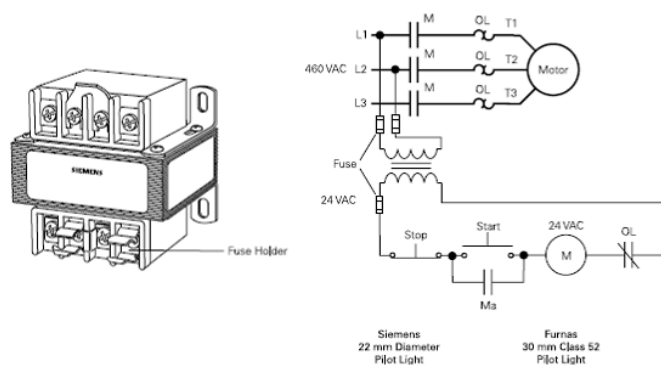 SIEMENS
Fuse Holder
L1
M
OL
T1
460 VAC
L2
M
OL
T2
Motor
L3
M
OL
T3
Fuse
24 VAC
Stop
Start
24 VAC
OL
M
Ma
Siemens
22 mm Diameter
Pilot Light
Furnas
30 mm Class 52
Pilot Light